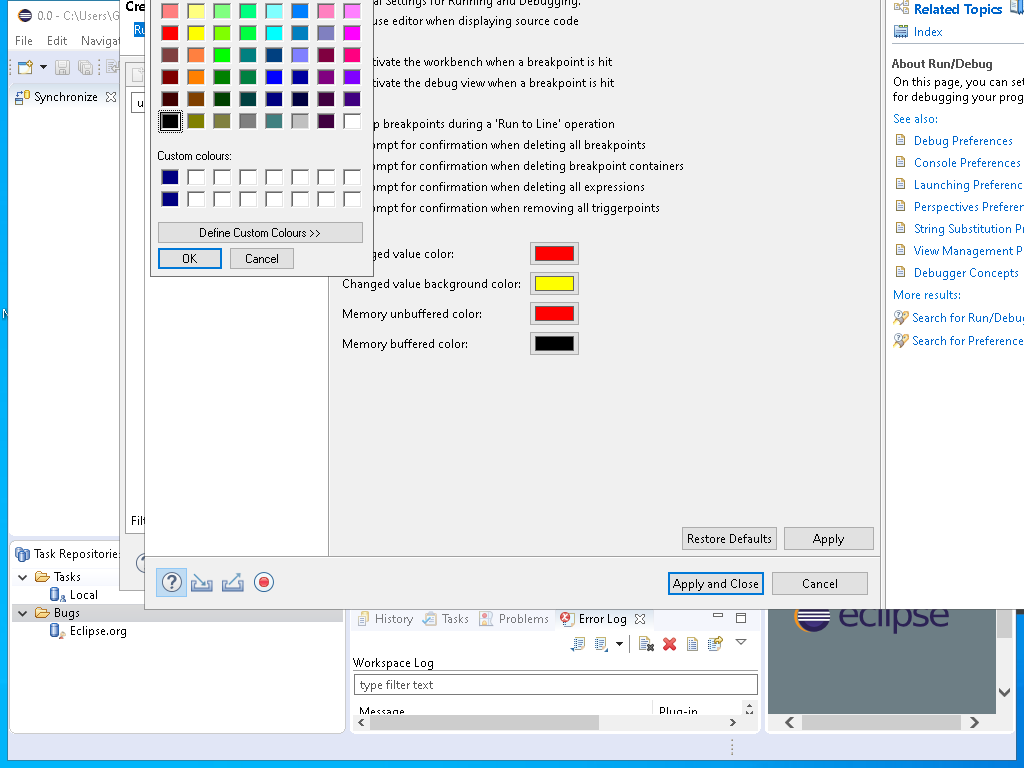 0.0 - C:\Users\G
Cre
File Edit Navigat
Ru
Synchronize
u
al Settings for Running and Debugging.
use editor when displaying source code
tivate the workbench when a breakpoint is hit
tivate the debug view when a breakpoint is hit
p breakpoints during a 'Run to Line' operation
mpt for confirmation when deleting all breakpoints
mpt for confirmation when deleting breakpoint containers
mpt for confirmation when deleting all expressions
mpt for confirmation when removing all triggerpoints
Custom colours:
Define Custom Colours >>
OK Cancel
ged value color:
Changed value background color:
Memory unbuffered color:
Memory buffered color:
Restore Defaults Apply
Apply and Close Cancel
Related Topics
Index
About Run/Debug
On this page, you can set
for debugging your prog
See also:
Debug Preferences
Console Preferences
Launching Preferenc
Perspectives Preferen
String Substitution Pr
View Management P
Debugger Concepts
More results:
Search for Run/Debu
Search for Preference
Filt
Task Repositories
Tasks
Local
Bugs
Eclipse.org
History Tasks Problems Error Log
Workspace Log
type filter text
Message Plug-in
eclipse